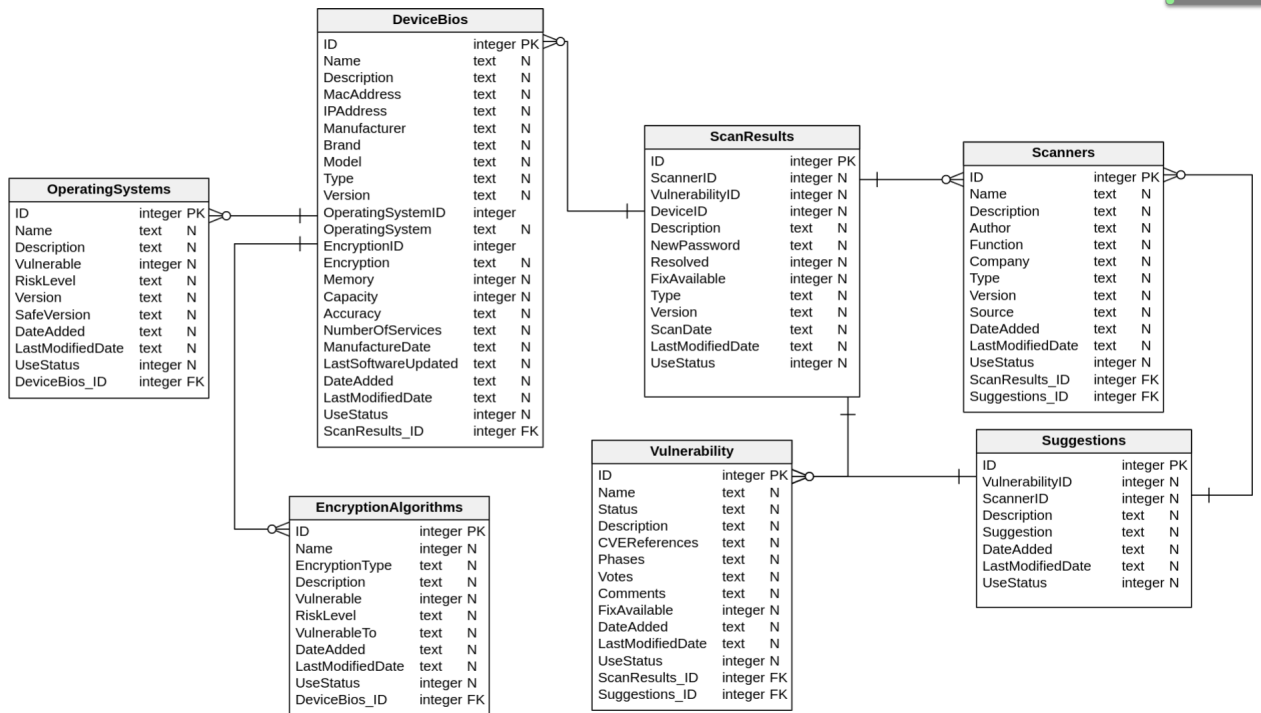 DeviceBios
ID integer PK
Name text N
Description text N
MacAddress text N
IPAddress text N
Manufacturer text N
Brand text N
Model text N
Type text N
Version text N
OperatingSystemID integer
OperatingSystem text N
EncryptionID integer
Encryption text N
Memory integer N
Capacity integer N
Accuracy text N
NumberOfServices text N
ManufactureDate text N
LastSoftwareUpdated text N
DateAdded text N
LastModifiedDate text N
UseStatus integer N
ScanResults_ID integer FK
OperatingSystems
ID integer PK
Name text N
Description text N
Vulnerable integer N
RiskLevel text N
Version text N
SafeVersion text N
DateAdded text N
LastModifiedDate text N
UseStatus integer N
DeviceBios_ID integer FK
ScanResults
ID integer PK
ScannerID integer N
VulnerabilityID integer N
DeviceID integer N
Description text N
NewPassword text N
Resolved integer N
FixAvailable integer N
Type text N
Version text N
ScanDate text N
LastModifiedDate text N
UseStatus integer N
Scanners
ID integer PK
Name text N
Description text N
Author text N
Function text N
Company text N
Type text N
Version text N
Source text N
DateAdded text N
LastModifiedDate text N
UseStatus integer N
ScanResults_ID integer FK
Suggestions_ID integer FK
EncryptionAlgorithms
ID integer PK
Name integer N
EncryptionType text N
Description text N
Vulnerable integer N
RiskLevel text N
VulnerableTo text N
DateAdded text N
LastModifiedDate text N
UseStatus integer N
DeviceBios_ID integer FK
Vulnerability
ID integer PK
Name text N
Status text N
Description text N
CVEReferences text N
Phases text N
Votes text N
Comments text N
FixAvailable integer N
DateAdded text N
LastModifiedDate text N
UseStatus integer N
ScanResults_ID integer FK
Suggestions_ID integer FK
Suggestions
ID integer PK
VulnerabilityID integer N
ScannerID integer N
Description text N
Suggestion text N
DateAdded text N
LastModifiedDate text N
UseStatus integer N